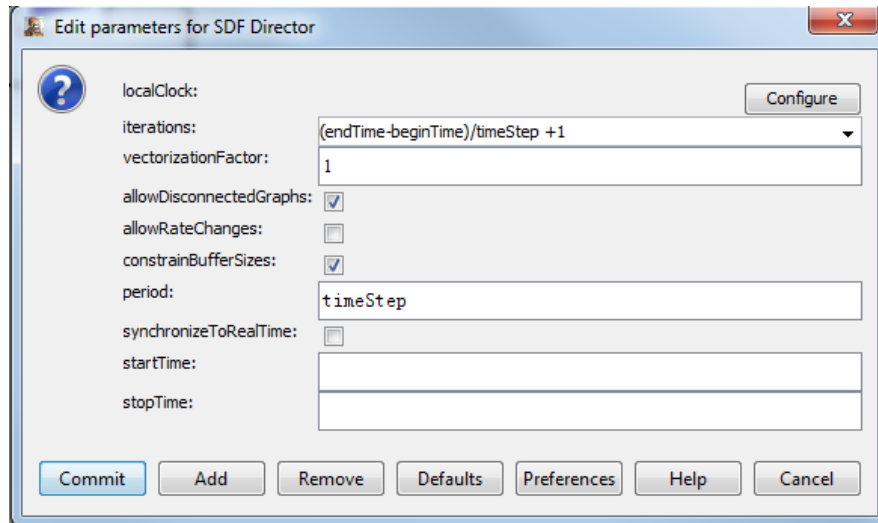 Edit parameters for SDF Director
localClock:
Configure
iterations:
(endTime-beginTime)/timeStep +1
vectorizationFactor:
1
allowDisconnectedGraphs:
allowRateChanges:
constrainBufferSizes:
period:
timeStep
synchronizeToRealTime:
startTime:
stopTime:
Commit Add Remove Defaults Preferences Help Cancel